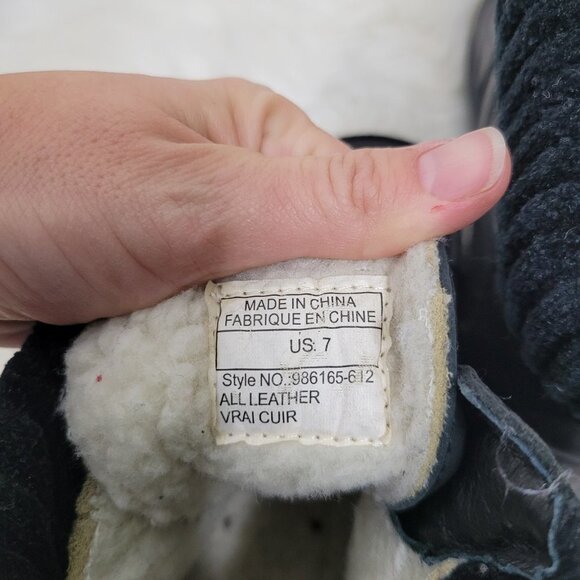 MADE IN CHINA
FABRIQUE EN CHINE
US: 7
Style NO.:986165-612
ALL LEATHER
VRAI CUIR